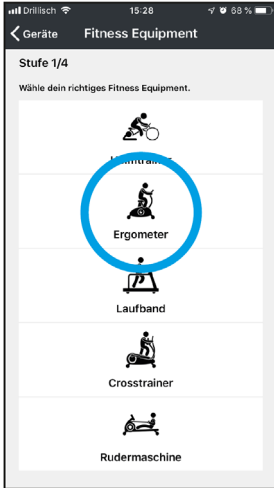 Drillisch 15:28 68 %
Geräte Fitness Equipment
Stufe 1/4
Wähle dein richtiges Fitness Equipment.
Heimtrainer
Ergometer
Laufband
Crosstrainer
Rudermaschine